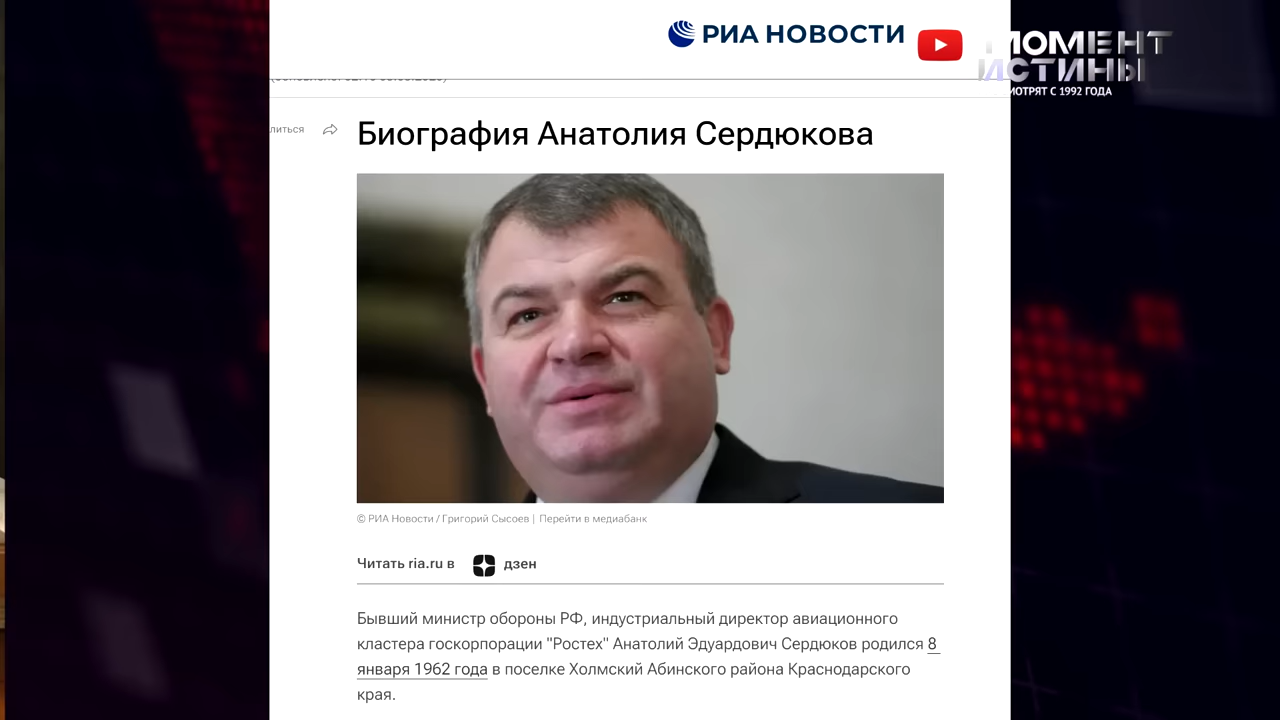 РИА НОВОСТИ
МОМЕНТ
ИСТИНЫ
СМОТРЯТ С 1992 ГОДА
Биография Анатолия Сердюкова
© РИА Новости / Григорий Сысоев | Перейти в медиабанк
Читать ria.ru в дзен
Бывший министр обороны РФ, индустриальный директор авиационного
кластера госкорпорации "Ростех" Анатолий Эдуардович Сердюков родился 8
января 1962 года в поселке Холмский Абинского района Краснодарского
края.